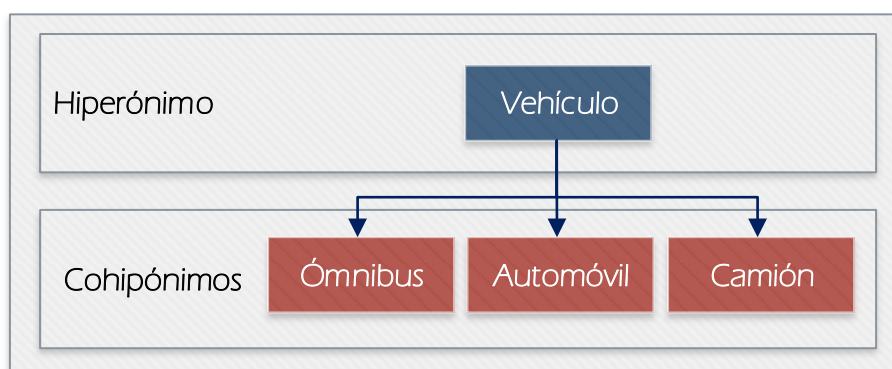 Hiperónimo
Vehículo
Cohipónimos
Ómnibus
Automóvil
Camión